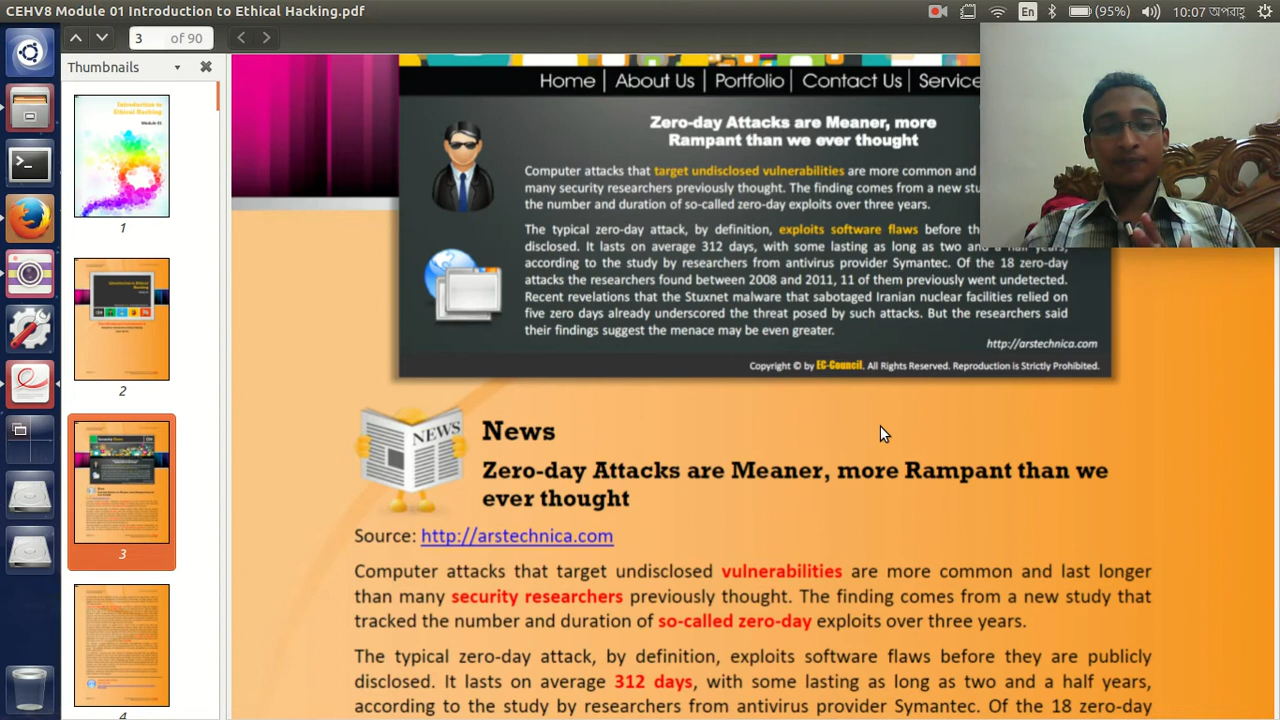 CEHV8 Module 01 Introduction to Ethical Hacking.pdf
En
(95%)
10:07 অপরাহ্ণ
3 of 90
Thumbnails
Introduction to
Ethical Hacking
Module 01
1
2
3
4
Home | About Us | Portfolio | Contact Us | Service
Zero-day Attacks are Meaner, more
Rampant than we ever thought
Computer attacks that target undisclosed vulnerabilities are more common and
many security researchers previously thought. The finding comes from a new
the number and duration of so-called zero-day exploits over three years.
The typical zero-day attack, by definition, exploits software flaws before
disclosed. It lasts on average 312 days, with some lasting as long as two and a half years,
according to the study by researchers from antivirus provider Symantec. Of the 18 zero-day
attacks the researchers found between 2008 and 2011, 11 of them previously went undetected.
Recent revelations that the Stuxnet malware that sabotaged Iranian nuclear facilities relied on
five zero days already underscored the threat posed by such attacks. But the researchers said
their findings suggest the menace may be even greater.
http://arstechnica.com
Copyright © by EC-Council. All Rights Reserved. Reproduction is Strictly Prohibited.
NEWS
News
Zero-day Attacks are Meaner, more Rampant than we
ever thought
Source: http://arstechnica.com
Computer attacks that target undisclosed vulnerabilities are more common and last longer
than many security researchers previously thought. The finding comes from a new study that
tracked the number and duration of so-called zero-day exploits over three years.
The typical zero-day attack, by definition, exploits software flaws before they are publicly
disclosed. It lasts on average 312 days, with some lasting as long as two and a half years,
according to the study by researchers from antivirus provider Symantec. Of the 18 zero-day